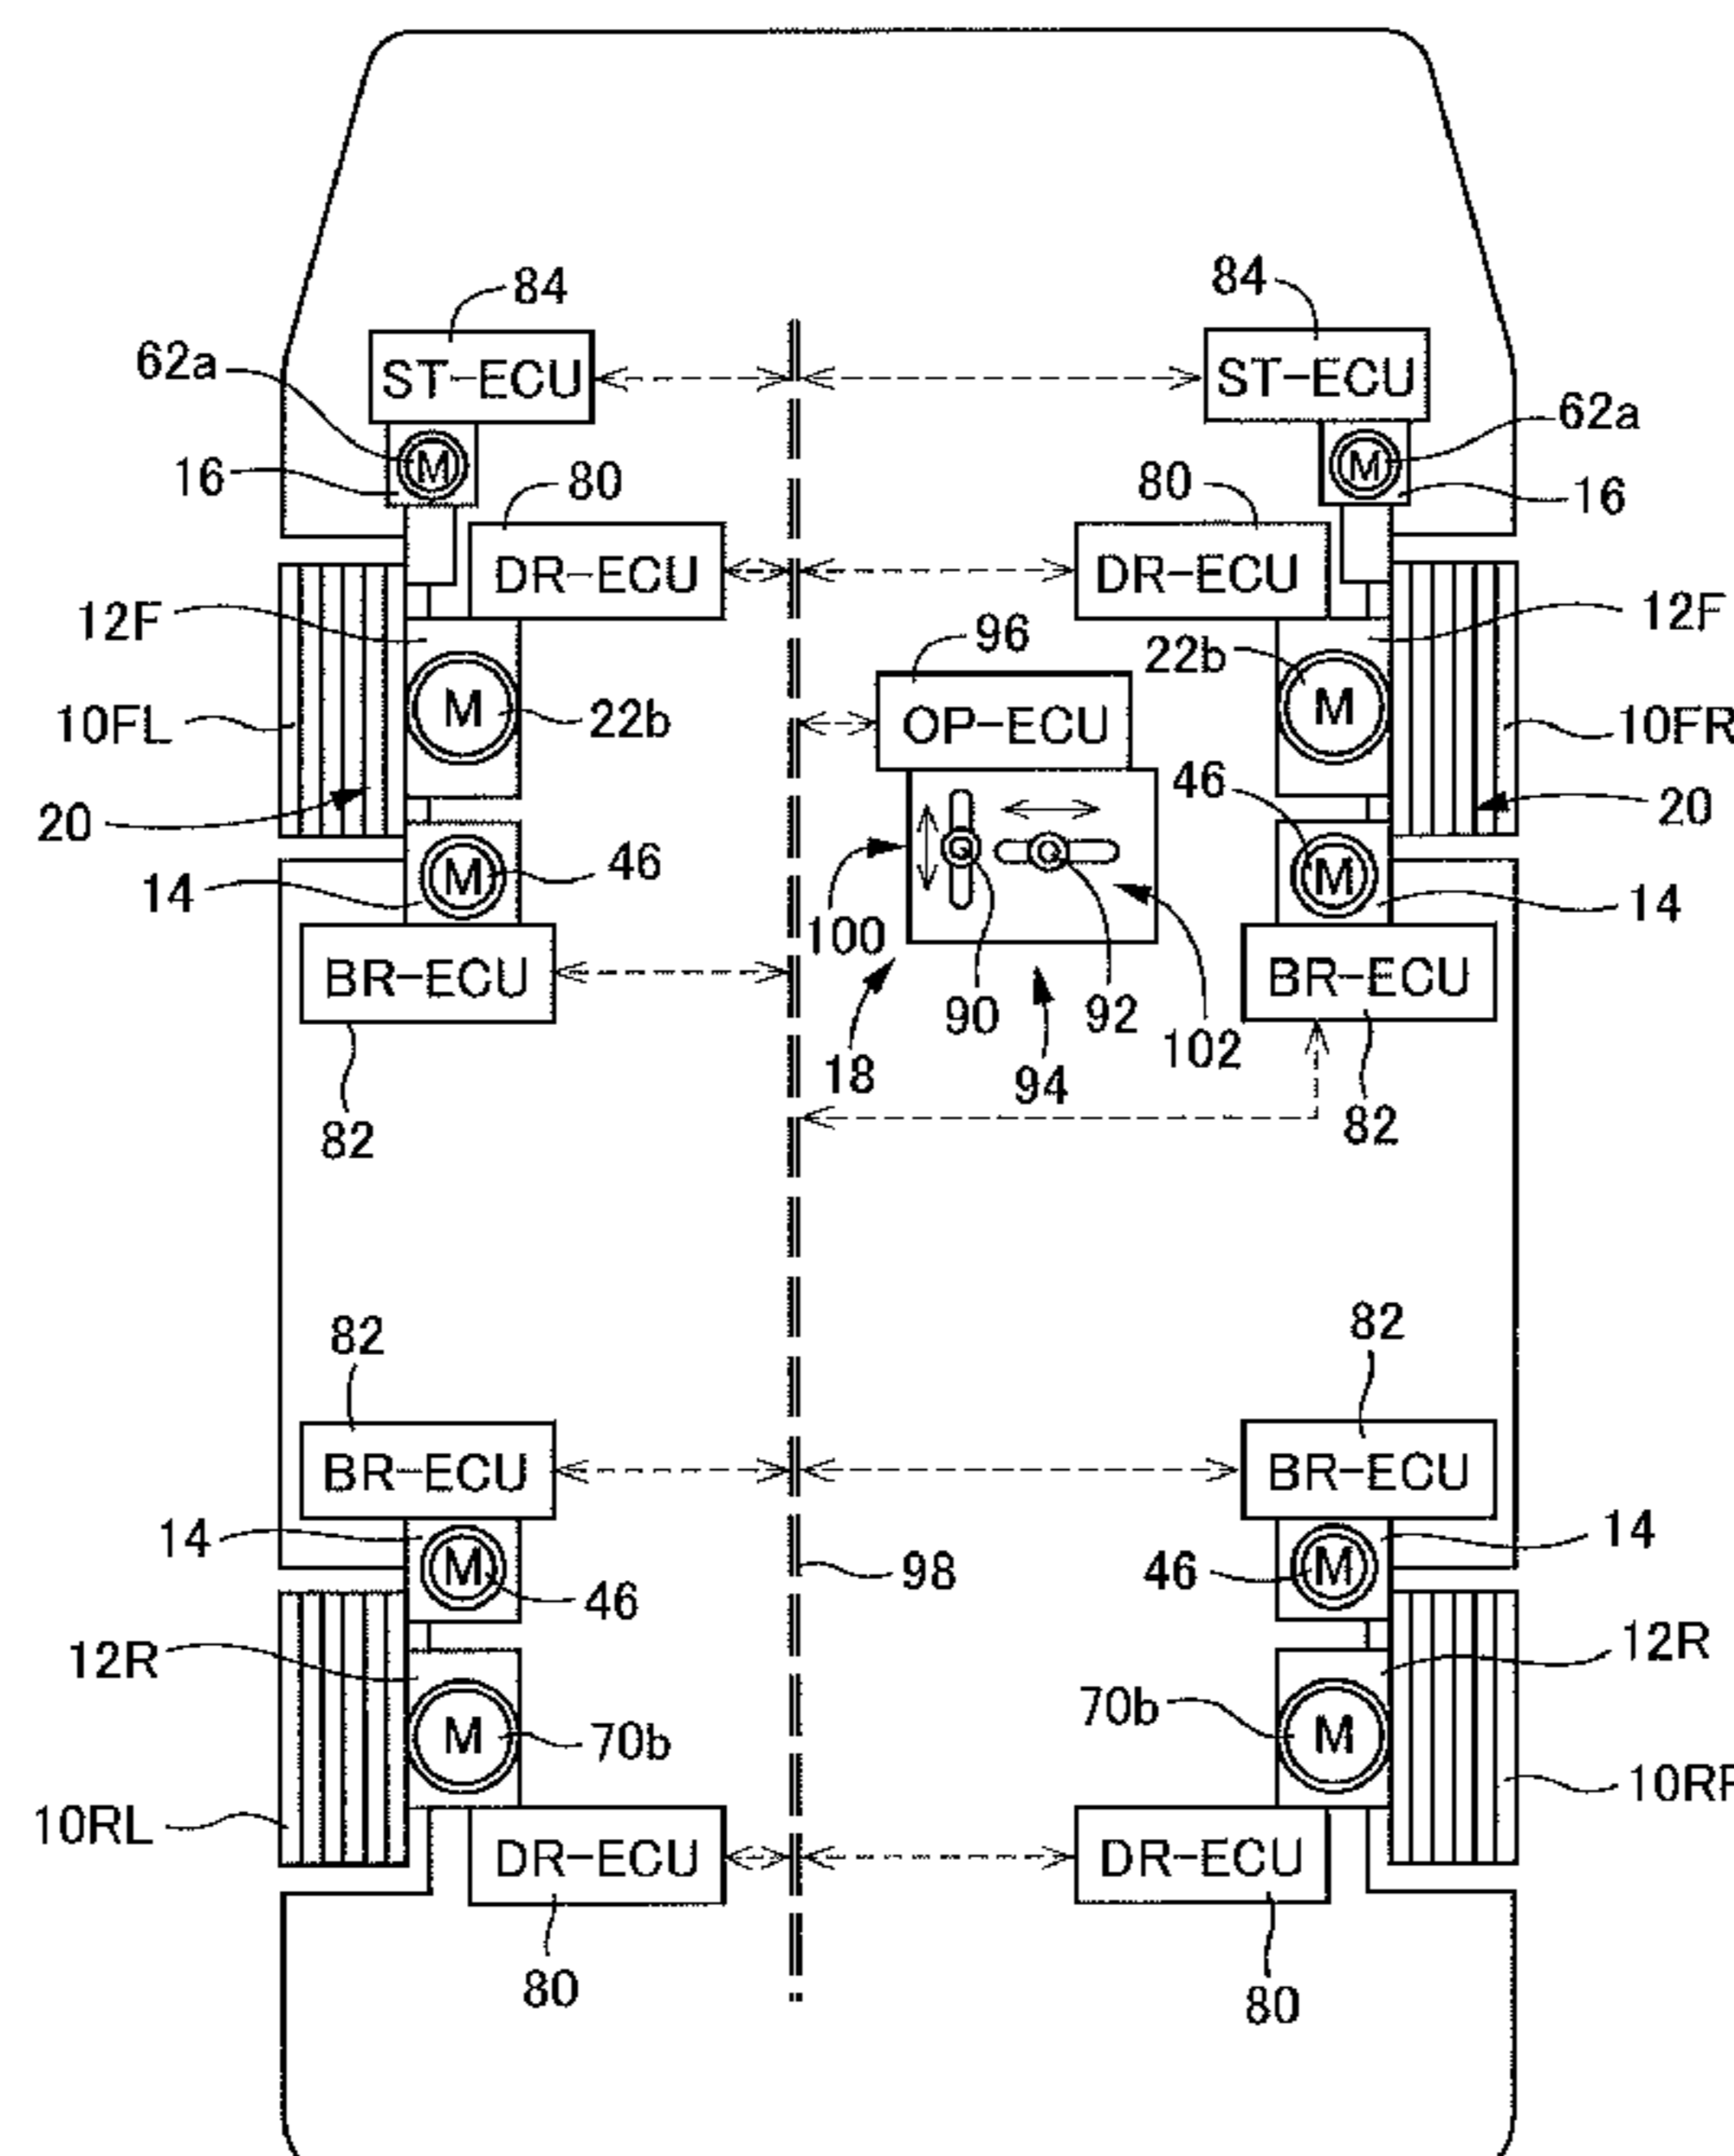 84 84
62a ST-ECU ST-ECU 62a
M M
16 80 80 16
DR-ECU DR-ECU
12F 96 22b 12F
10FL M 22b OP-ECU M 10FR
20 46 20
14 M 46 M 14
100
BR-ECU 90 92 BR-ECU
18 94 102
82 82
82 82
BR-ECU BR-ECU
14 M 46 98 46 M 14
12R 12R
M 70b 70b M
10RL DR-ECU DR-ECU
80 80